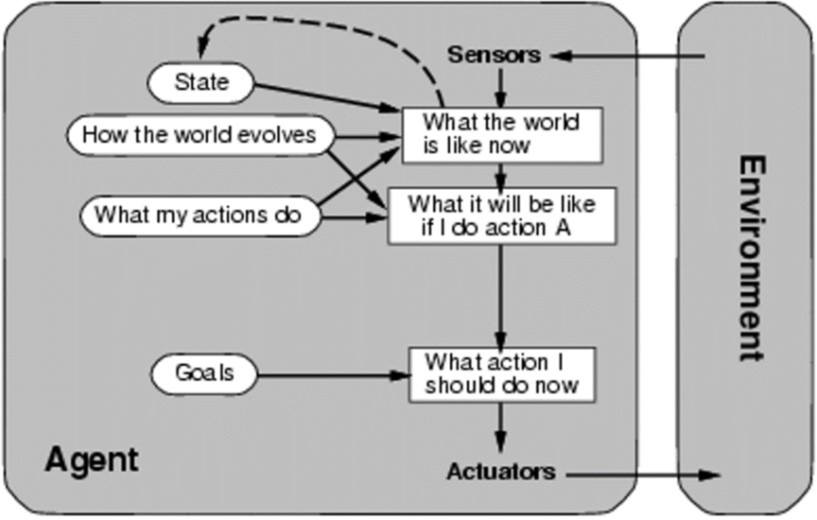 Sensors
State
What the world
is like now
How the world evolves
What my actions do
What it will be like
if I do action A
Goals
What action I
should do now
Agent
Actuators
Environment